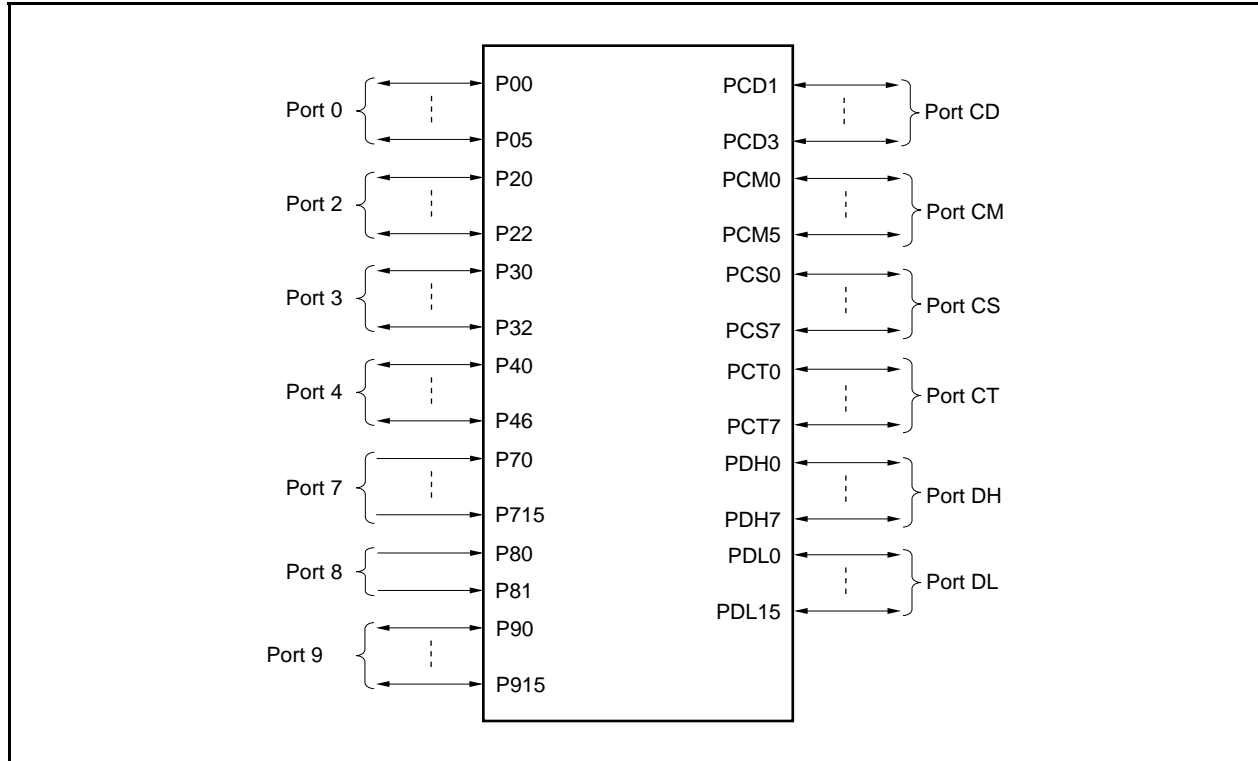 Port 0
P00
P05
Port 2
P20
P22
Port 3
P30
P32
Port 4
P40
P46
Port 7
P70
P715
Port 8
P80
P81
Port 9
P90
P915
PCD1
PCD3
Port CD
PCM0
PCM5
Port CM
PCS0
PCS7
Port CS
PCT0
PCT7
Port CT
PDH0
PDH7
Port DH
PDL0
PDL15
Port DL